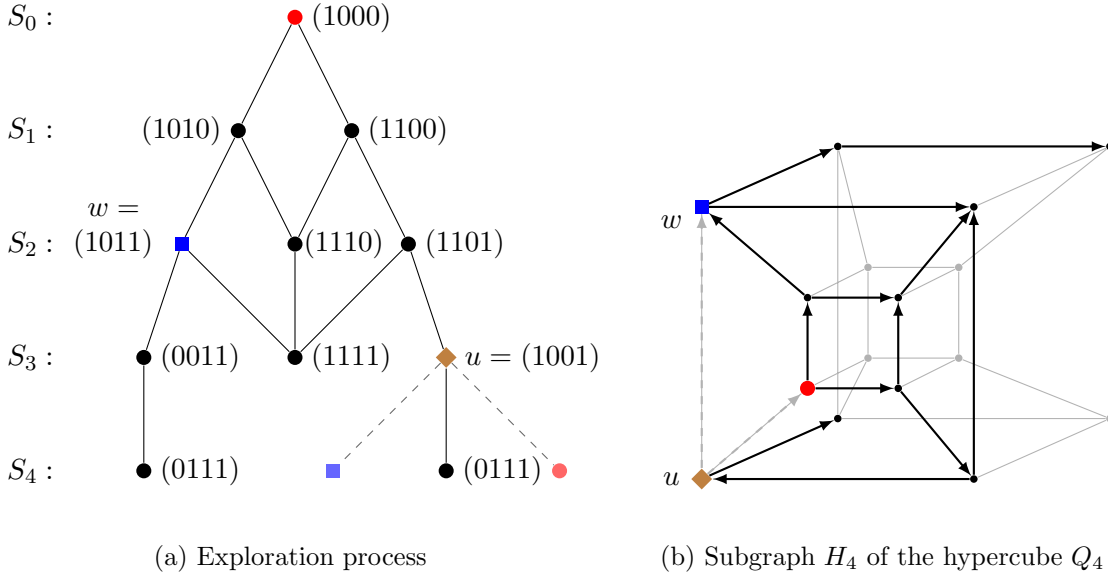 S₀ : (1000)
S₁ : (1010) (1100)
w =
S₂ : (1011) (1110) (1101)
S₃ : (0011) (1111) u = (1001)
S₄ : (0111) (0111)
(a) Exploration process
w
u
(b) Subgraph H₄ of the hypercube Q₄